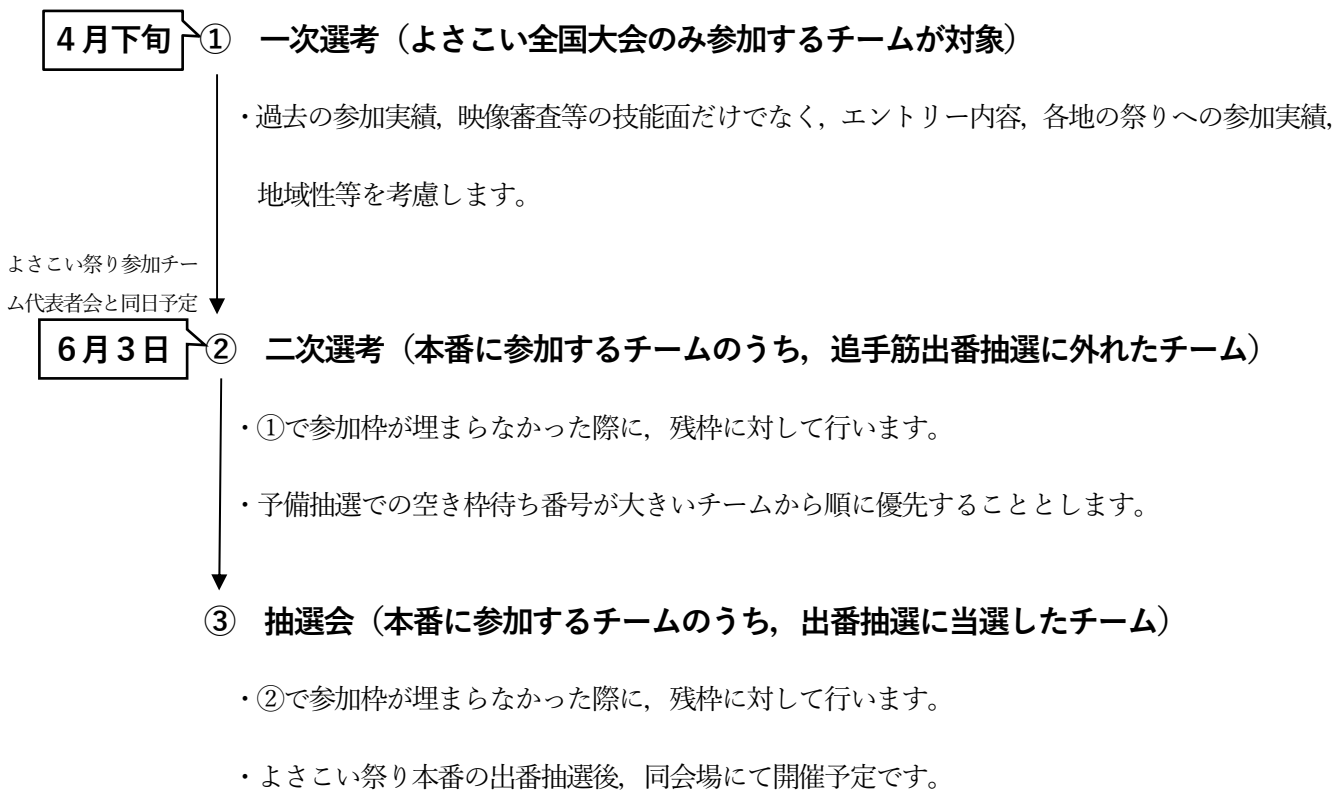 4月下旬
① 一次選考(よさこい全国大会のみ参加するチームが対象)
・過去の参加実績,映像審査等の技能面だけでなく,エントリー内容,各地の祭りへの参加実績,
地域性等を考慮します。
よさこい祭り参加チー
ム代表者会と同日予定
6月3日
② 二次選考(本番に参加するチームのうち,追手筋出番抽選に外れたチーム)
・①で参加枠が埋まらなかった際に,残枠に対して行います。
・予備抽選での空き枠待ち番号が大きいチームから順に優先することとします。
③ 抽選会(本番に参加するチームのうち,出番抽選に当選したチーム)
・②で参加枠が埋まらなかった際に,残枠に対して行います。
・よさこい祭り本番の出番抽選後,同会場にて開催予定です。